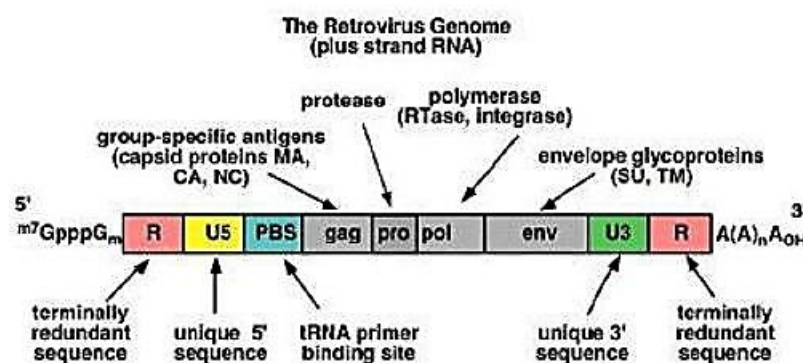 The Retrovirus Genome
(plus strand RNA)
protease
polymerase
(RTase, integrase)
group-specific antigens
(capsid proteins MA,
CA, NC)
envelope glycoproteins
(SU, TM)
5'
3'
m7GpppGm R U5 PBS gag pro pol env U3 R A(A)nAOH
terminally
redundant
sequence
unique 5'
sequence
tRNA primer
binding site
unique 3'
sequence
terminally
redundant
sequence